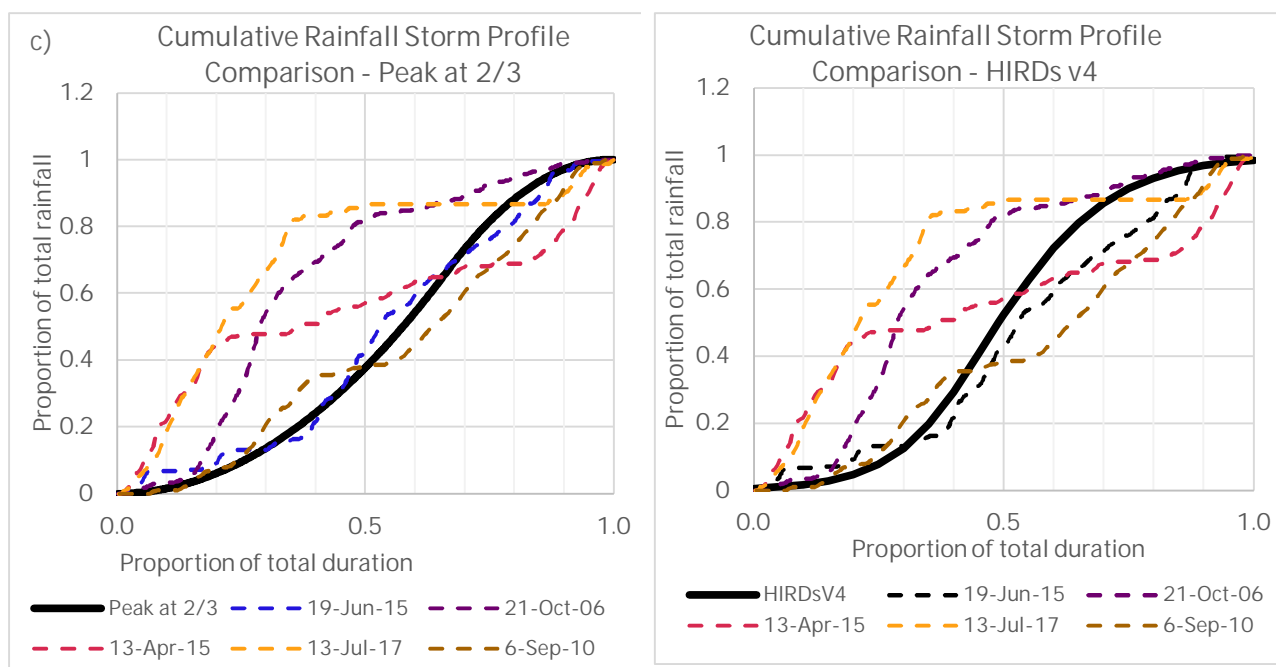 c)
Cumulative Rainfall Storm Profile
Comparison - Peak at 2/3
1.2
1
0.8
0.6
0.4
0.2
0
Proportion of total rainfall
0.0 0.5 1.0
Proportion of total duration
Peak at 2/3 19-Jun-15 21-Oct-06
13-Apr-15 13-Jul-17 6-Sep-10
Cumulative Rainfall Storm Profile
Comparison - HIRDs v4
1.2
1
0.8
0.6
0.4
0.2
0
Proportion of total rainfall
0.0 0.5 1.0
Proportion of total duration
HIRDsV4 19-Jun-15 21-Oct-06
13-Apr-15 13-Jul-17 6-Sep-10